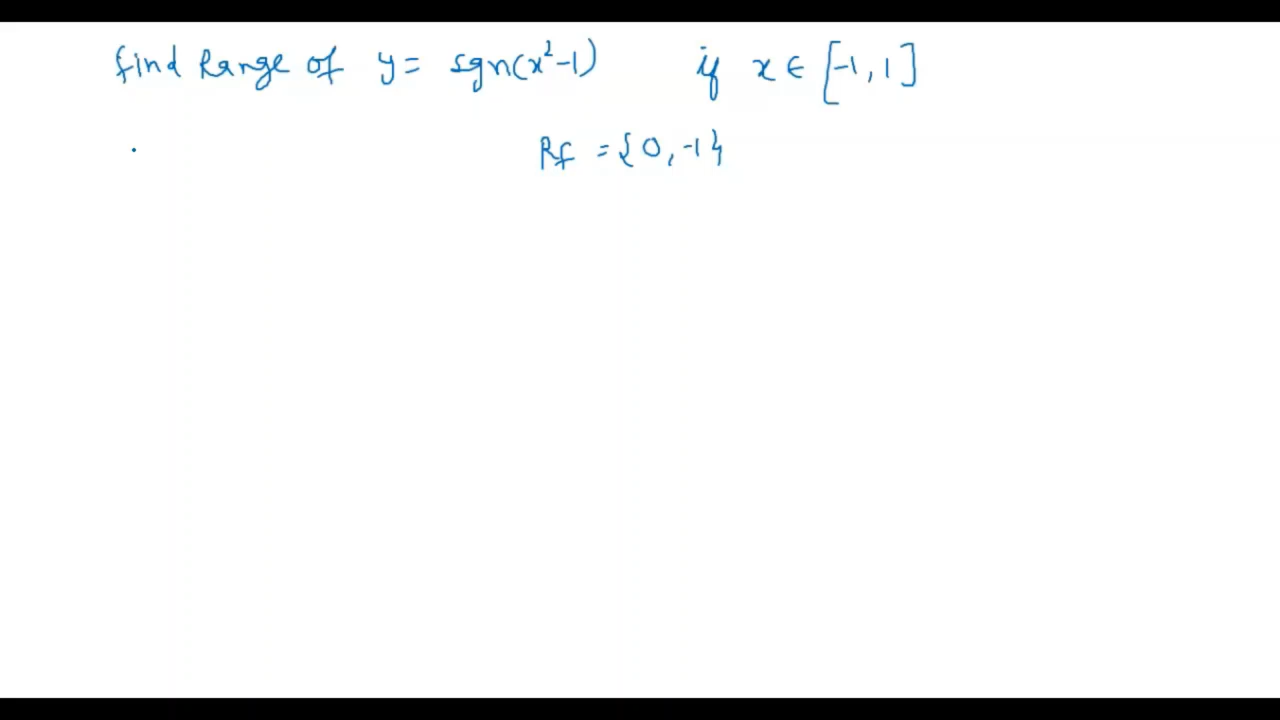 find Range of y = sgn(x²-1) if x ∈ [-1, 1]
Rf = {0, -1}